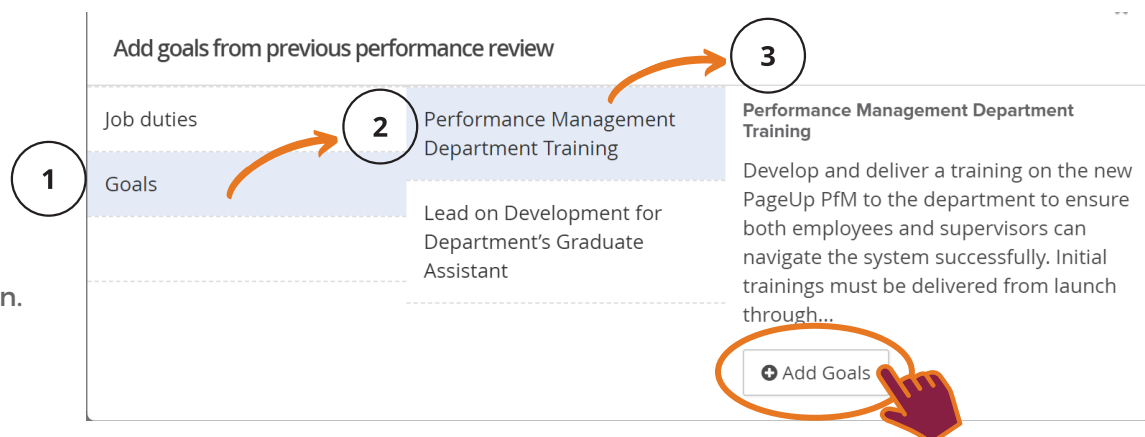 Add goals from previous performance review
1
Job duties
Goals
2
Performance Management
Department Training
Lead on Development for
Department’s Graduate
Assistant
3
Performance Management Department
Training
Develop and deliver a training on the new
PageUp PfM to the department to ensure
both employees and supervisors can
navigate the system successfully. Initial
trainings must be delivered from launch
through...
Add Goals
n.